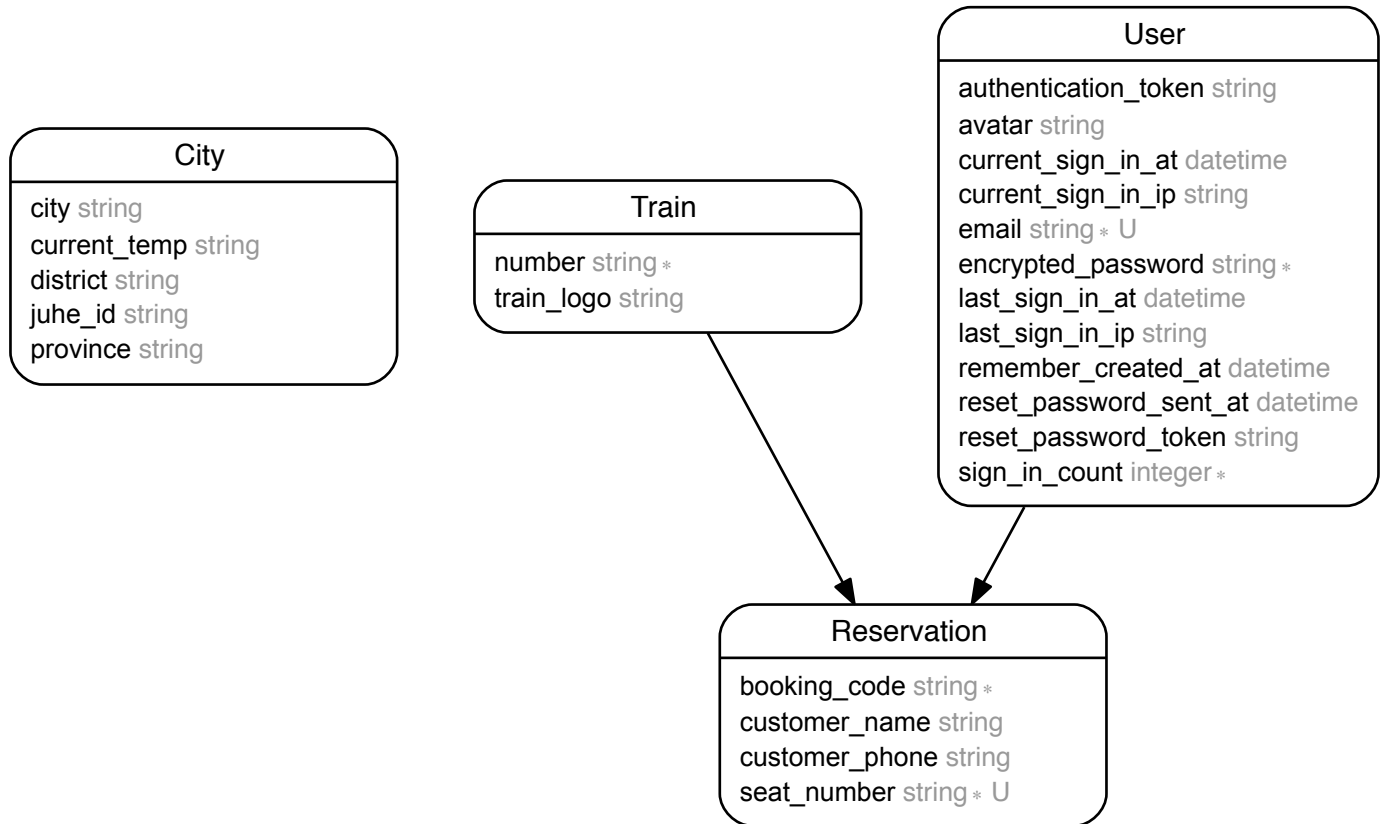 City
city string
current_temp string
district string
juhe_id string
province string
Train
number string *
train_logo string
User
authentication_token string
avatar string
current_sign_in_at datetime
current_sign_in_ip string
email string * U
encrypted_password string *
last_sign_in_at datetime
last_sign_in_ip string
remember_created_at datetime
reset_password_sent_at datetime
reset_password_token string
sign_in_count integer *
Reservation
booking_code string *
customer_name string
customer_phone string
seat_number string * U